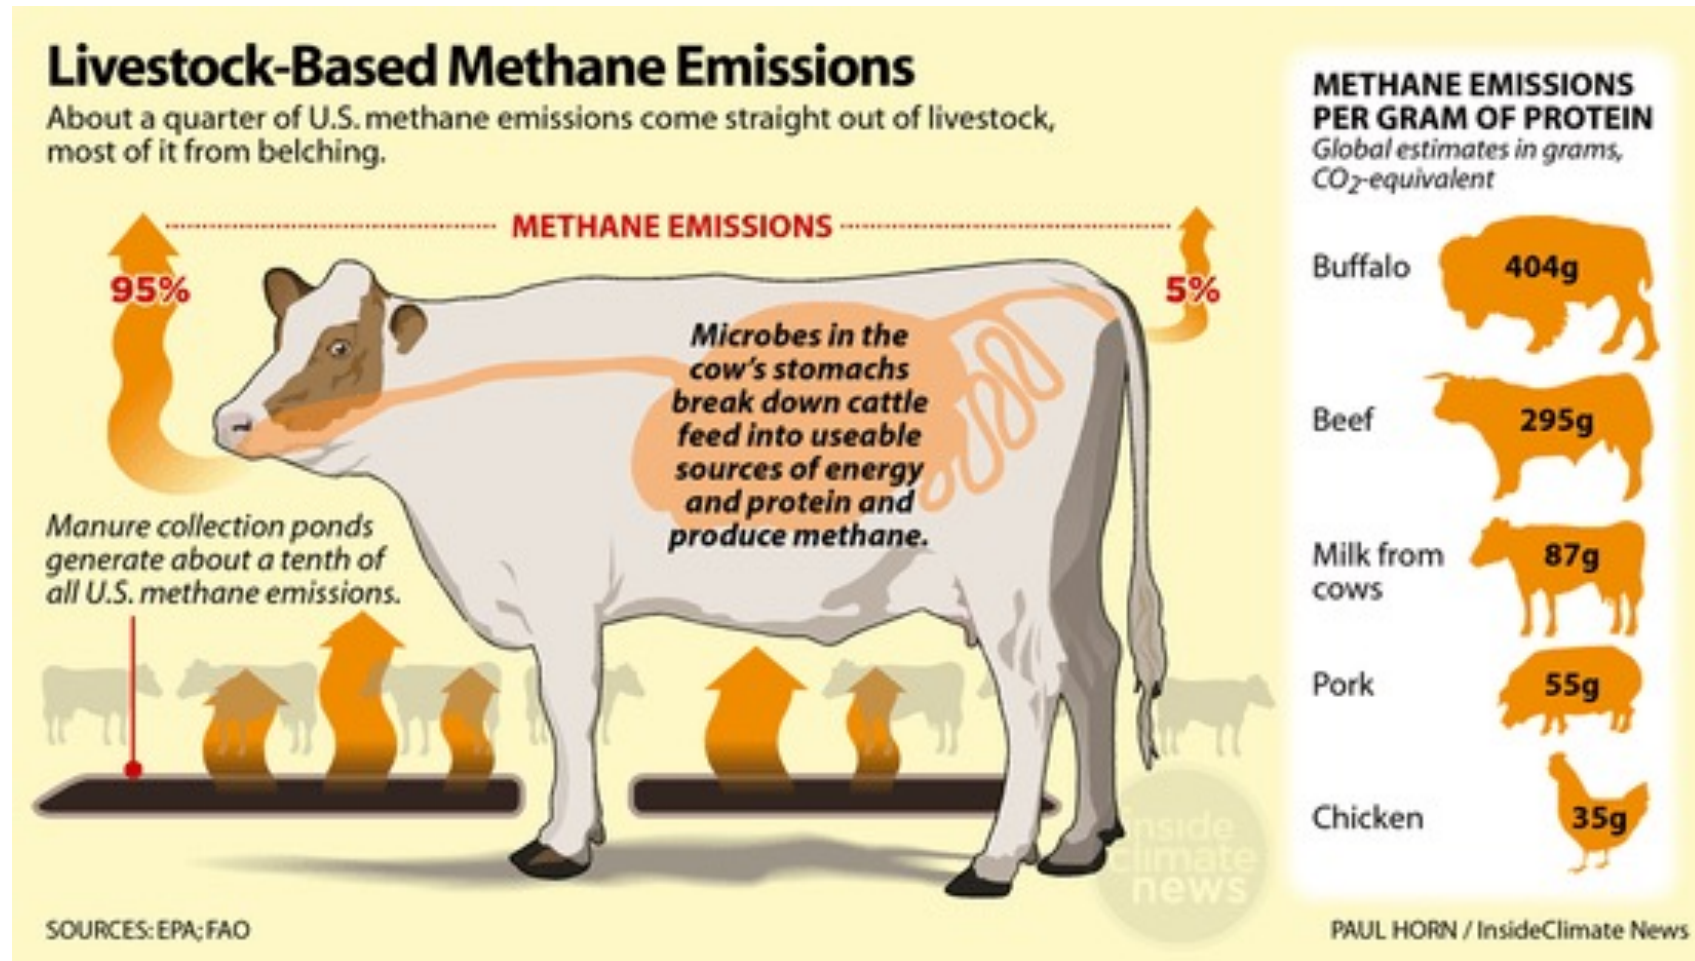 Livestock-Based Methane Emissions
About a quarter of U.S. methane emissions come straight out of livestock,
most of it from belching.
METHANE EMISSIONS
95%
5%
Microbes in the
cow's stomachs
break down cattle
feed into useable
sources of energy
and protein and
produce methane.
Manure collection ponds
generate about a tenth of
all U.S. methane emissions.
inside
climate
news
SOURCES: EPA; FAO
METHANE EMISSIONS
PER GRAM OF PROTEIN
Global estimates in grams,
CO2-equivalent
Buffalo 404g
Beef 295g
Milk from
cows 87g
Pork 55g
Chicken 35g
PAUL HORN / InsideClimate News